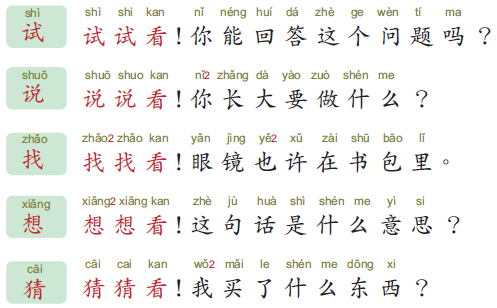 shì shì shi kan nǐ néng huí dá zhè ge wèn tí ma
试 试试看！你能回答这个问题吗？
shuō shuō shuo kan nǐ2 zhǎng dà yào zuò shén me
说 说说看！你长大要做什么？
zhǎo zhǎo2 zhǎo kan yǎn jìng yě2 xǔ zài shū bāo lǐ
找 找找看！眼镜也许在书包里。
xiǎng xiǎng2 xiǎng kan zhè jù huà shì shén me yì si
想 想想看！这句话是什么意思？
cāi cāi cai kan wǒ2 mǎi le shén me dōng xi
猜 猜猜看！我买了什么东西？